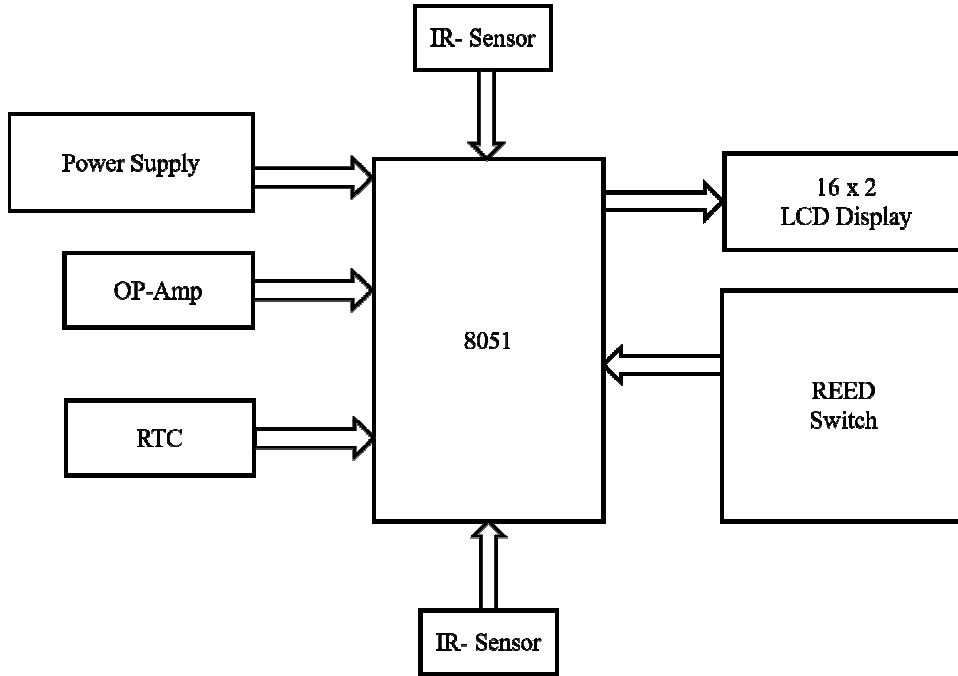 IR- Sensor
Power Supply
16 x 2
LCD Display
OP-Amp
8051
REED
Switch
RTC
IR- Sensor